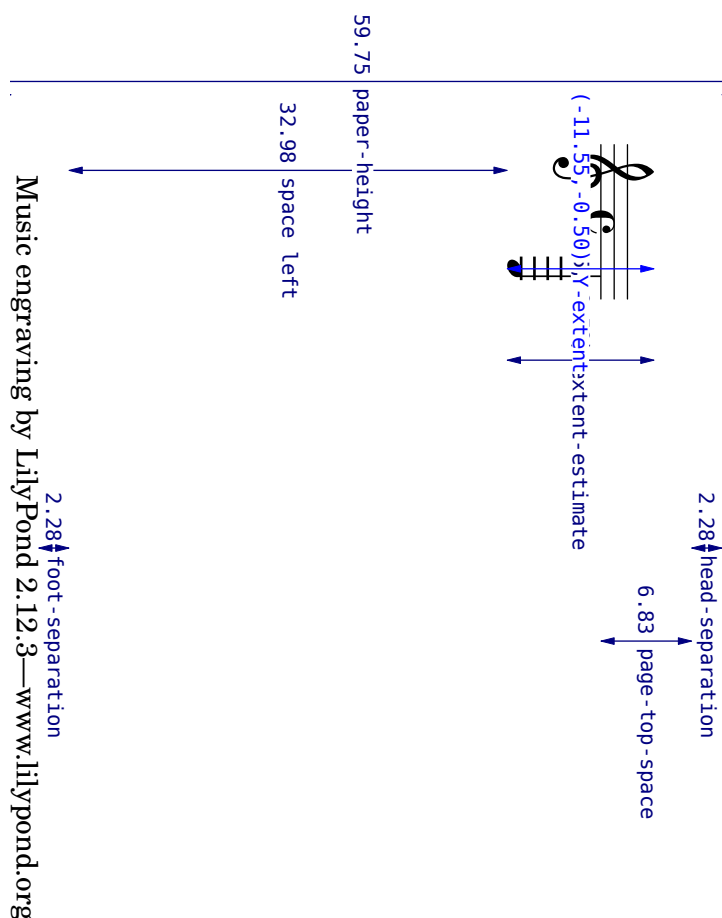 2.28 head-separation
6.83 page-top-space
(-11.55,-0.50)
Y-extent
extent-estimate
59.75 paper-height
32.98 space left
2.28 foot-separation
Music engraving by LilyPond 2.12.3—www.lilypond.org